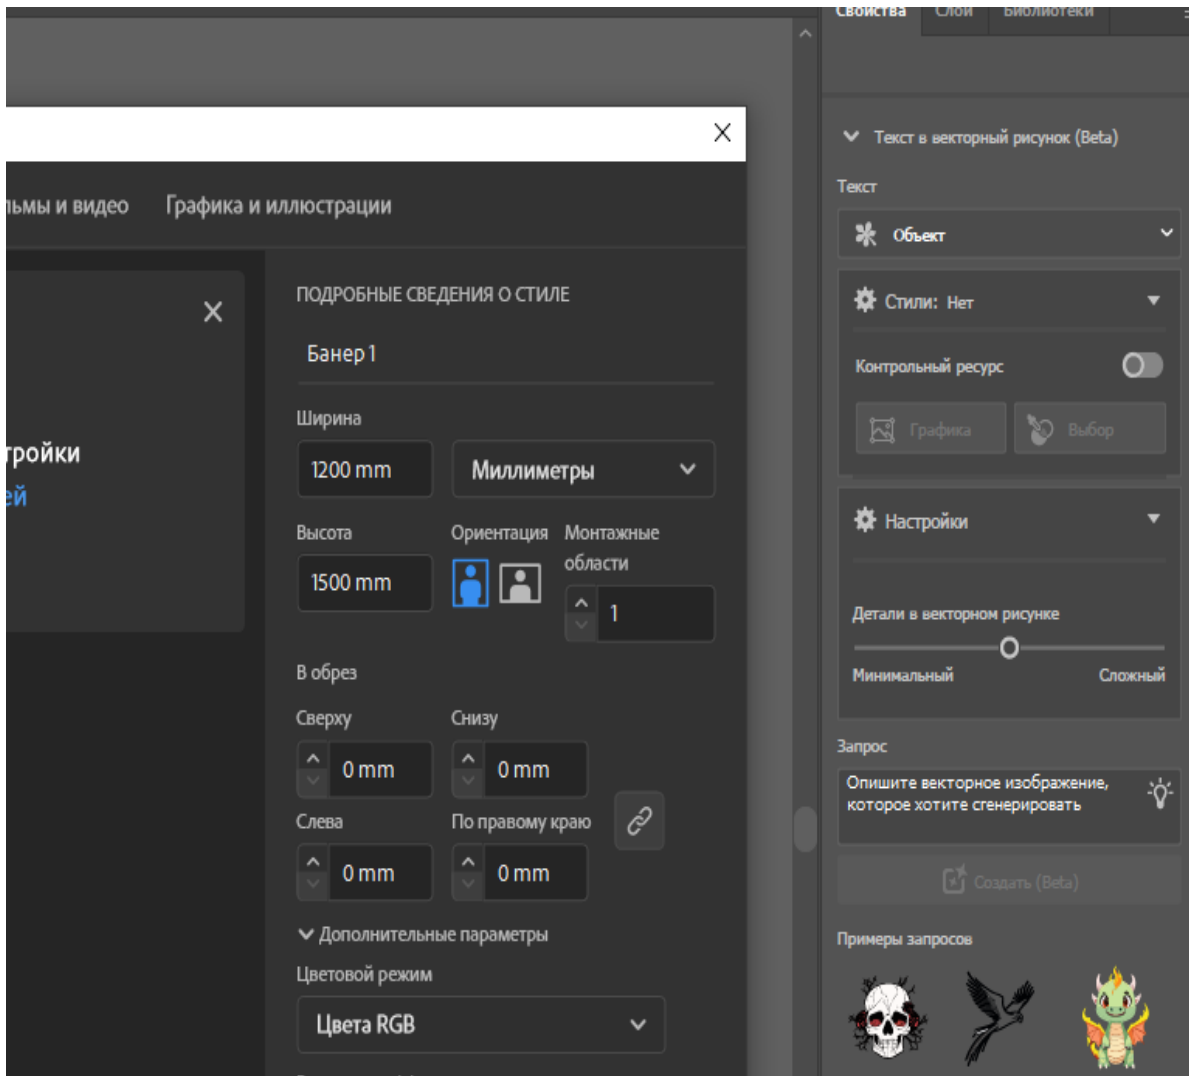 Свойства Слои Библиотеки
льмы и видео Графика и иллюстрации
тройки
ей
ПОДРОБНЫЕ СВЕДЕНИЯ О СТИЛЕ
Банер 1
Ширина
1200 mm Миллиметры
Высота Ориентация Монтажные
области
1500 mm
1
В обрез
Сверху Снизу
0 mm 0 mm
Слева По правому краю
0 mm 0 mm
Дополнительные параметры
Цветовой режим
Цвета RGB
Текст в векторный рисунок (Beta)
Текст
Объект
Стили: Нет
Контрольный ресурс
Графика Выбор
Настройки
Детали в векторном рисунке
Минимальный Сложный
Запрос
Опишите векторное изображение,
которое хотите сгенерировать
Создать (Beta)
Примеры запросов